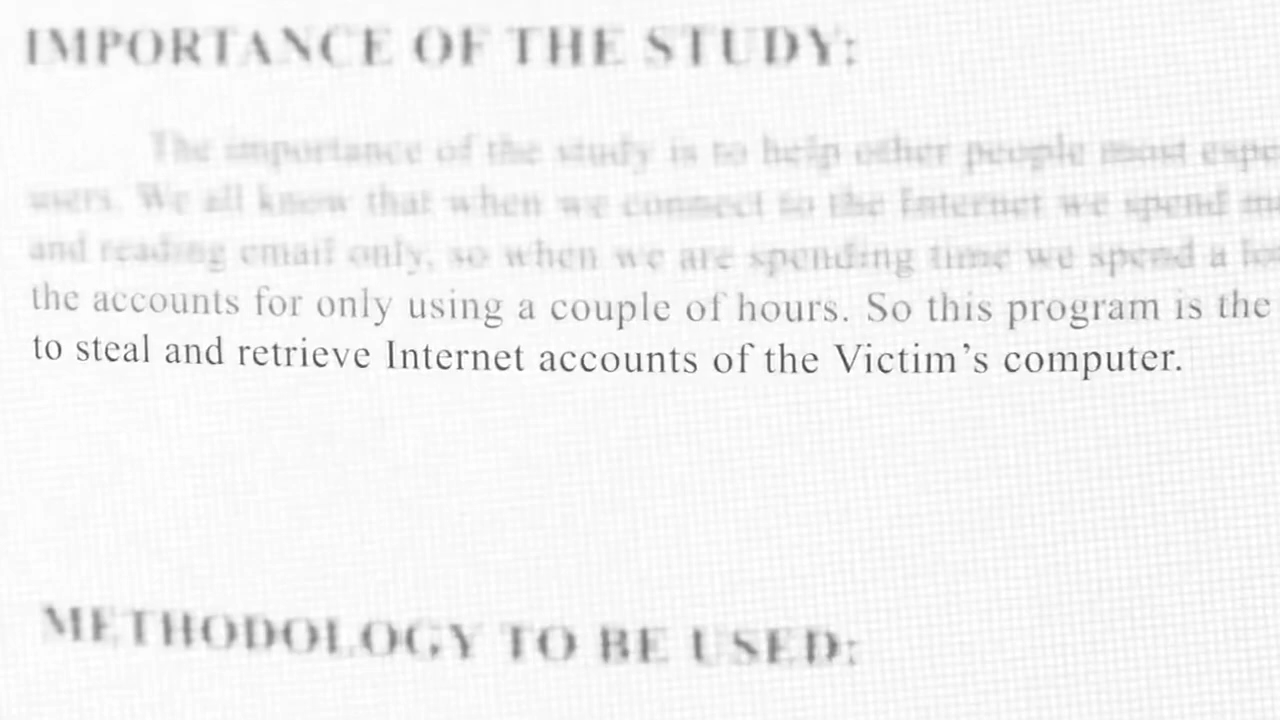 IMPORTANCE OF THE STUDY:
The importance of the study is to help other people most
users. We all know that when we connect to the Internet we spend
and reading email only, so when we are spending time we spend a
the accounts for only using a couple of hours. So this program is the
to steal and retrieve Internet accounts of the Victim's computer.
METHODOLOGY TO BE USED: